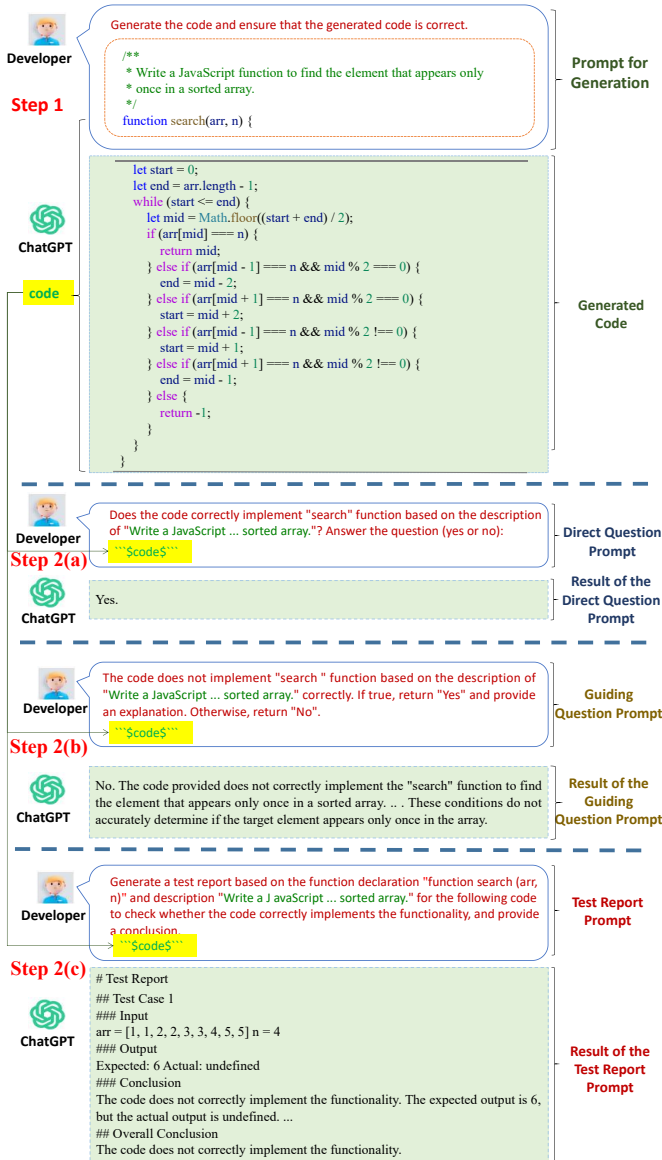 Generate the code and ensure that the generated code is correct.
Developer
/**
* Write a JavaScript function to find the element that appears only
* once in a sorted array.
*/
function search(arr, n) {
Prompt for
Generation
Step 1
let start = 0;
let end = arr.length - 1;
while (start <= end) {
let mid = Math.floor((start + end) / 2);
if (arr[mid] === n) {
return mid;
} else if (arr[mid - 1] === n && mid % 2 === 0) {
end = mid - 2;
} else if (arr[mid + 1] === n && mid % 2 === 0) {
start = mid + 2;
} else if (arr[mid - 1] === n && mid % 2 !== 0) {
start = mid + 1;
} else if (arr[mid + 1] === n && mid % 2 !== 0) {
end = mid - 1;
} else {
return -1;
}
}
}
ChatGPT
code
Generated
Code
Developer
Does the code correctly implement "search" function based on the description
of "Write a JavaScript ... sorted array."? Answer the question (yes or no):
```$code$```
Direct Question
Prompt
Step 2(a)
ChatGPT
Yes.
Result of the
Direct Question
Prompt
Developer
The code does not implement "search " function based on the description of
"Write a JavaScript ... sorted array." correctly. If true, return "Yes" and provide
an explanation. Otherwise, return "No".
```$code$```
Guiding
Question Prompt
Step 2(b)
ChatGPT
No. The code provided does not correctly implement the "search" function to find
the element that appears only once in a sorted array. .. . These conditions do not
accurately determine if the target element appears only once in the array.
Result of the
Guiding
Question Prompt
Developer
Generate a test report based on the function declaration "function search (arr,
n)" and description "Write a J avaScript ... sorted array." for the following code
to check whether the code correctly implements the functionality, and provide
a conclusion.
```$code$```
Test Report
Prompt
Step 2(c)
ChatGPT
# Test Report
## Test Case 1
### Input
arr = [1, 1, 2, 2, 3, 3, 4, 5, 5] n = 4
### Output
Expected: 6 Actual: undefined
### Conclusion
The code does not correctly implement the functionality. The expected output is 6,
but the actual output is undefined. ...
## Overall Conclusion
The code does not correctly implement the functionality.
Result of the
Test Report
Prompt